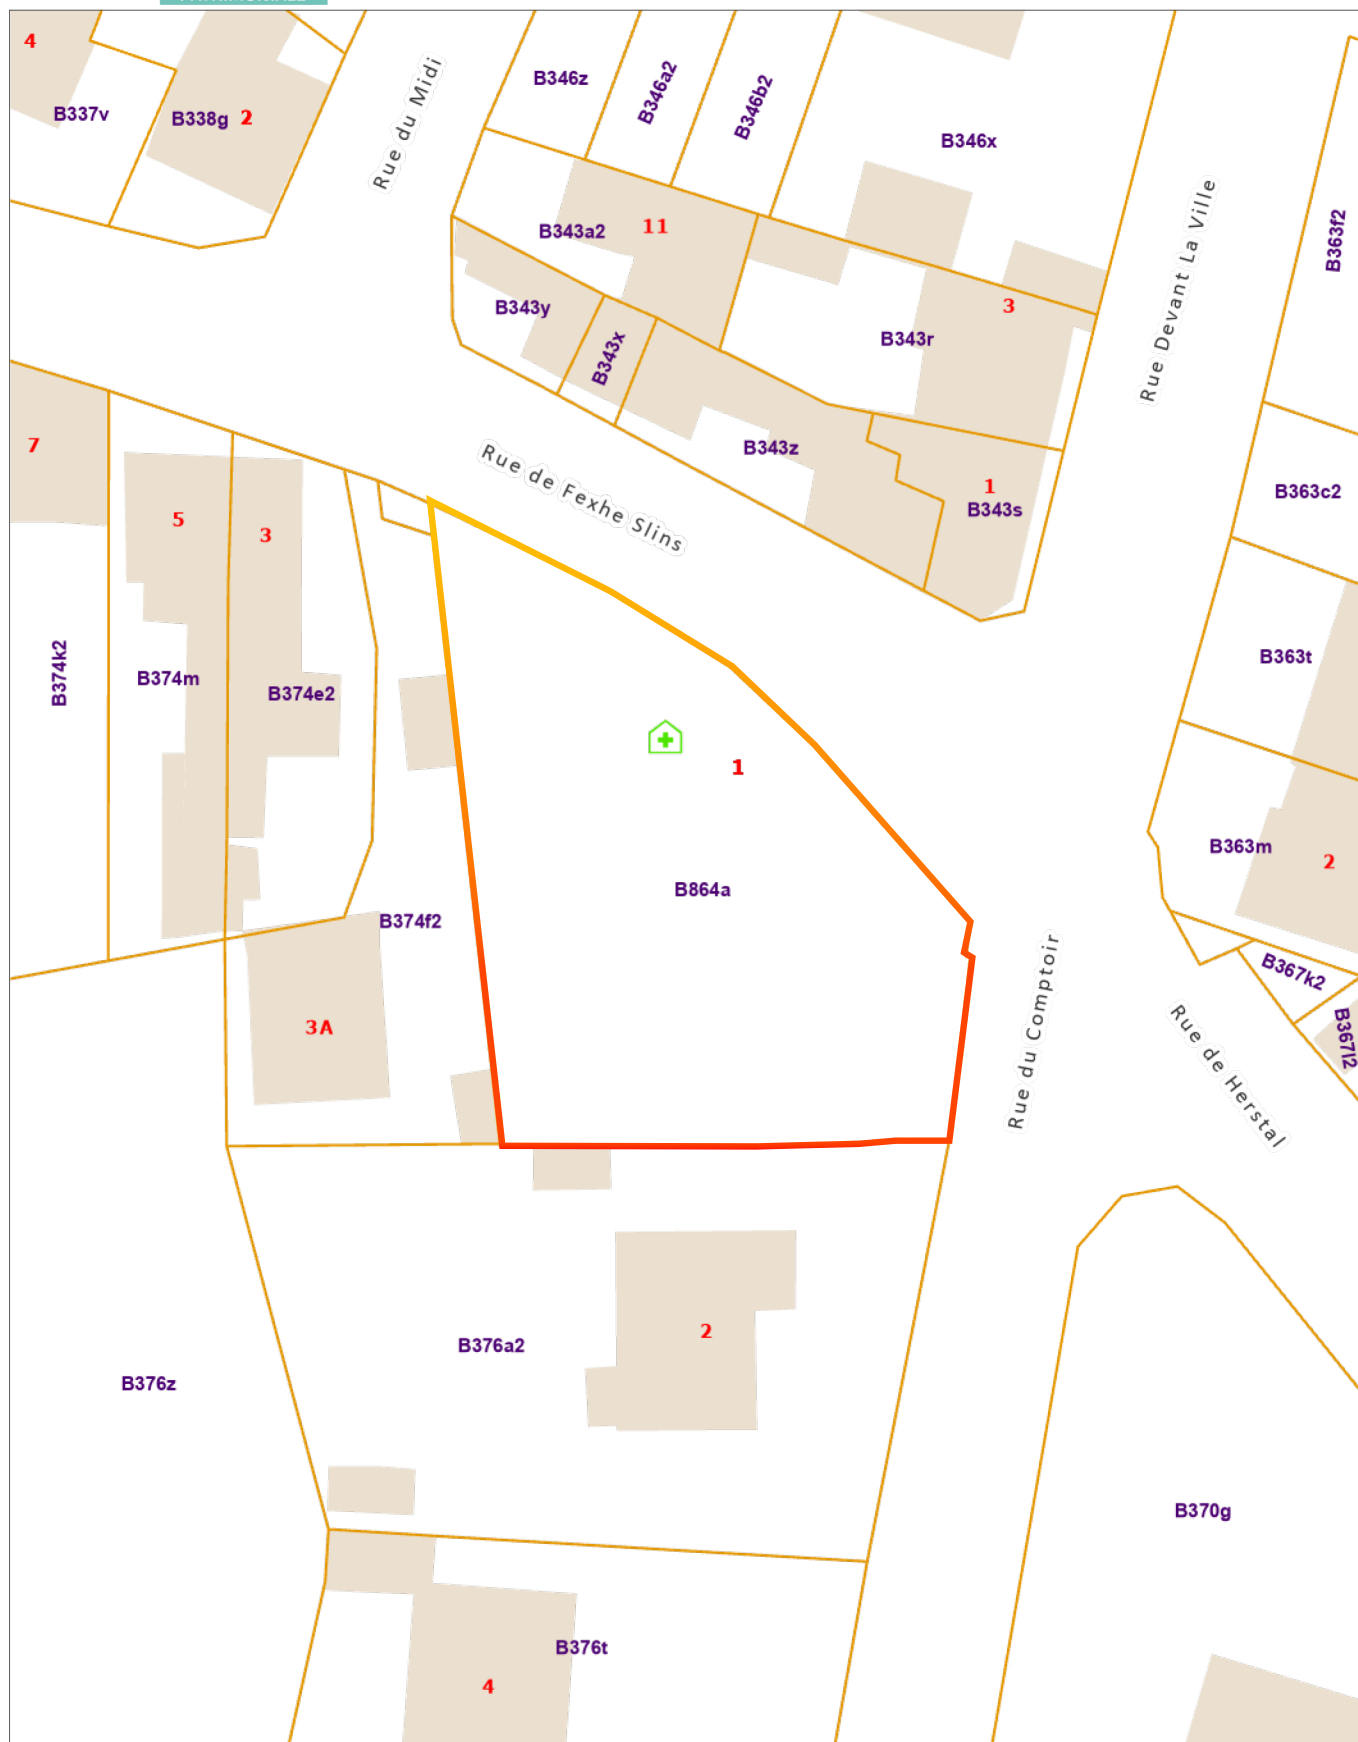 4
B337v
B338g 2
Rue du Midi
B346z
B346a2
B346b2
B346x
Rue Devant La Ville
B363f2
B343a2
11
B343y
B343x
B343r
3
7
5
3
B343z
1
B343s
B363c2
Rue de Fexhe Slins
B374k2
B374m
B374e2
B363t
1
B864a
B363m
2
B374f2
B367k2
B367l2
3A
Rue du Comptoir
Rue de Herstal
B376a2
2
B376z
B370g
B376t
4